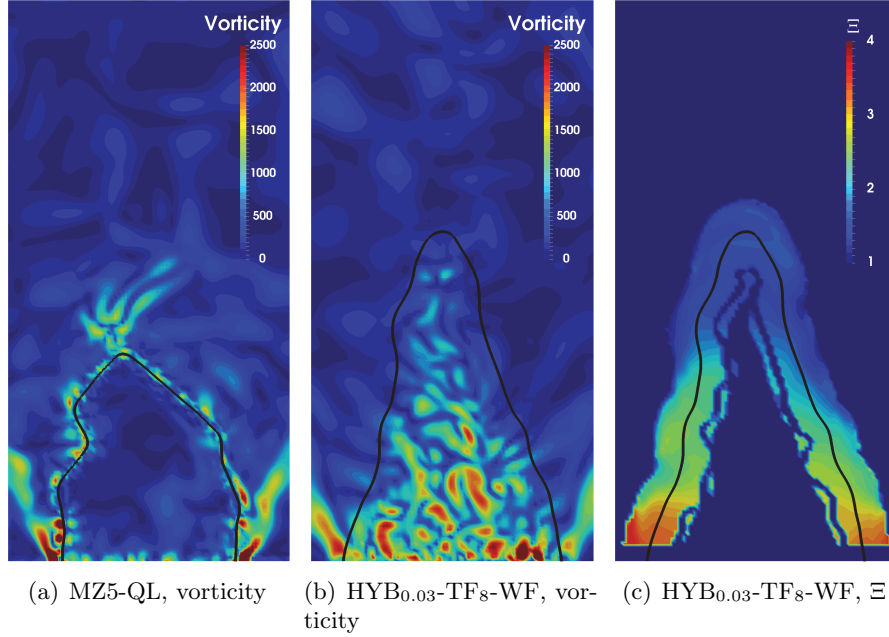 Vorticity
2500
2000
1500
1000
500
0
Vorticity
2500
2000
1500
1000
500
0
Ξ
4
3
2
1
(a) MZ5-QL, vorticity
(b) HYB₀.₀₃-TF₈-WF, vor-
ticity
(c) HYB₀.₀₃-TF₈-WF, Ξ